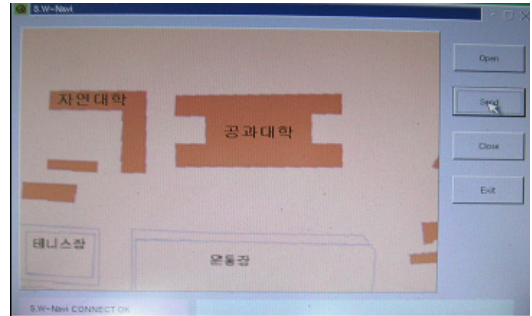 S.W-Navi
Open
자연대학
공과대학
Send
Close
Exit
테니스장
운동장
S.W-Navi CONNECT OK